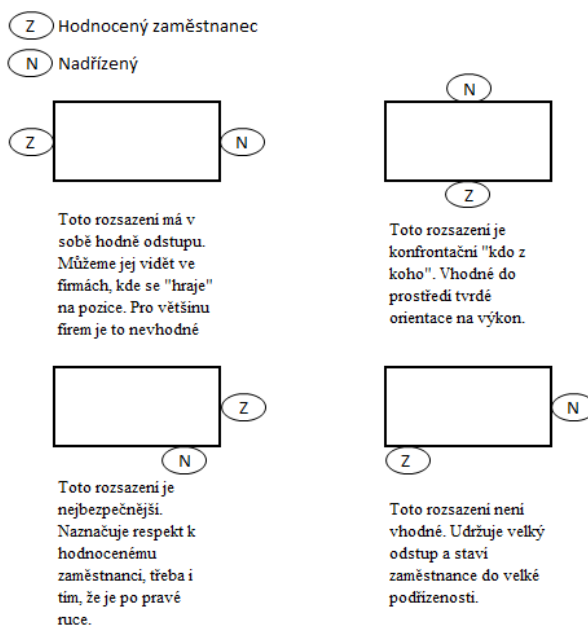 Z Hodnocený zaměstnanec
N Nadřízený
Z
N
Toto rozsazení má v
sobě hodně odstupu.
Můžeme jej vidět ve
firmách, kde se "hraje"
na pozice. Pro většinu
firem je to nevhodné
N
Z
Toto rozsazení je
konfrontační "kdo z
koho". Vhodné do
prostředí tvrdé
orientace na výkon.
Z
N
Toto rozsazení je
nejbezpečnější.
Naznačuje respekt k
hodnocenému
zaměstnanci, třeba i
tím, že je po pravé
ruce.
N
Z
Toto rozsazení není
vhodné. Udržuje velký
odstup a staví
zaměstnance do velké
podřízenosti.